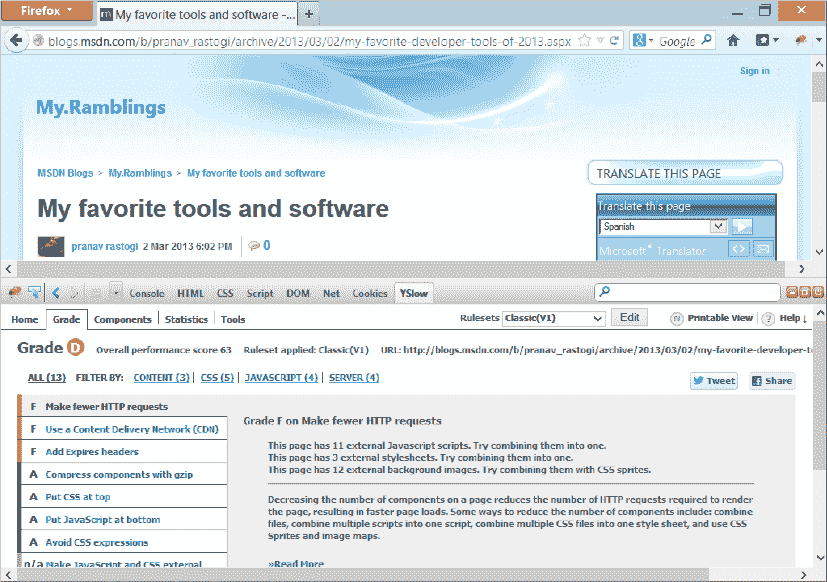 Firefox
My favorite tools and software -...
blogs.msdn.com/b/pranav_rastogi/archive/2013/03/02/my-favorite-developer-tools-of-2013.aspx
Google
Sign in
My.Ramblings
MSDN Blogs > My.Ramblings > My favorite tools and software
TRANSLATE THIS PAGE
My favorite tools and software
Translate this page
Spanish
pranav rastogi 2 Mar 2013 6:02 PM 0
Microsoft® Translator
Console HTML CSS Script DOM Net Cookies YSlow
Home Grade Components Statistics Tools
Rulesets Classic(V1) Edit Printable View Help ↓
Grade D Overall performance score 63 Ruleset applied: Classic(V1) URL: http://blogs.msdn.com/b/pranav_rastogi/archive/2013/03/02/my-favorite-developer-t
ALL (13) FILTER BY: CONTENT (3) | CSS (5) | JAVASCRIPT (4) | SERVER (4)
Tweet Share
F Make fewer HTTP requests
F Use a Content Delivery Network (CDN)
F Add Expires headers
A Compress components with gzip
A Put CSS at top
A Put JavaScript at bottom
A Avoid CSS expressions
n/a Make JavaScript and CSS external
Grade F on Make fewer HTTP requests
This page has 11 external Javascript scripts. Try combining them into one.
This page has 3 external stylesheets. Try combining them into one.
This page has 12 external background images. Try combining them with CSS sprites.
Decreasing the number of components on a page reduces the number of HTTP requests required to render
the page, resulting in faster page loads. Some ways to reduce the number of components include: combine
files, combine multiple scripts into one script, combine multiple CSS files into one style sheet, and use CSS
Sprites and image maps.
»Read More